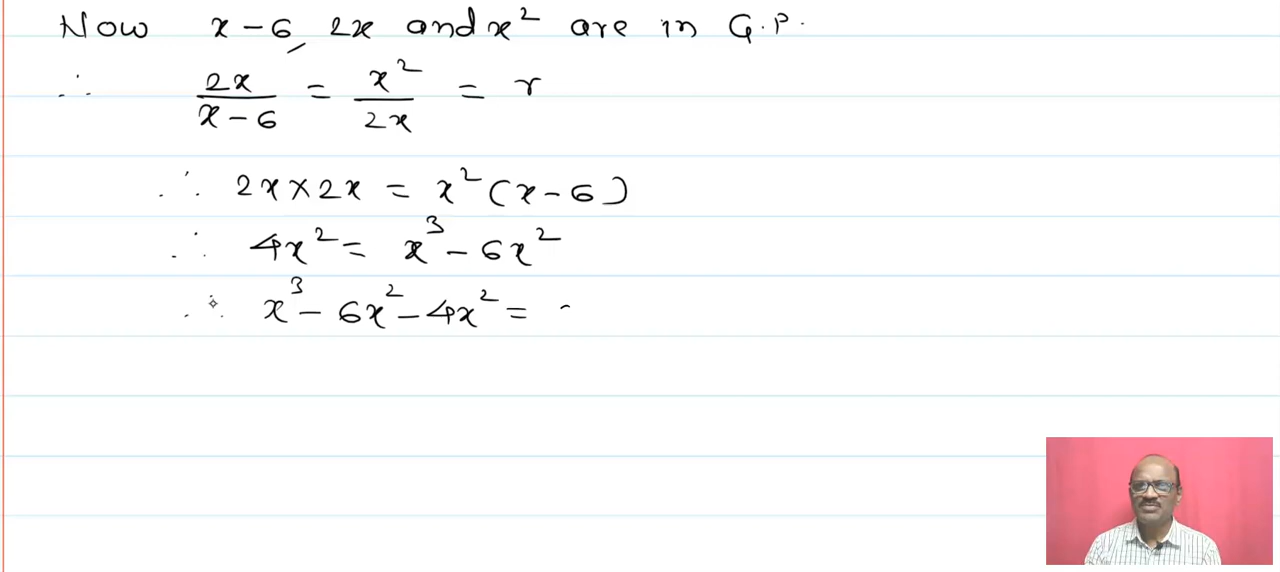 Now x - 6, 2x and x² are in G.P.
∴ 2x/(x - 6) = x²/2x = r
∴ 2x × 2x = x² (x - 6)
∴ 4x² = x³ - 6x²
∴ x³ - 6x² - 4x² =